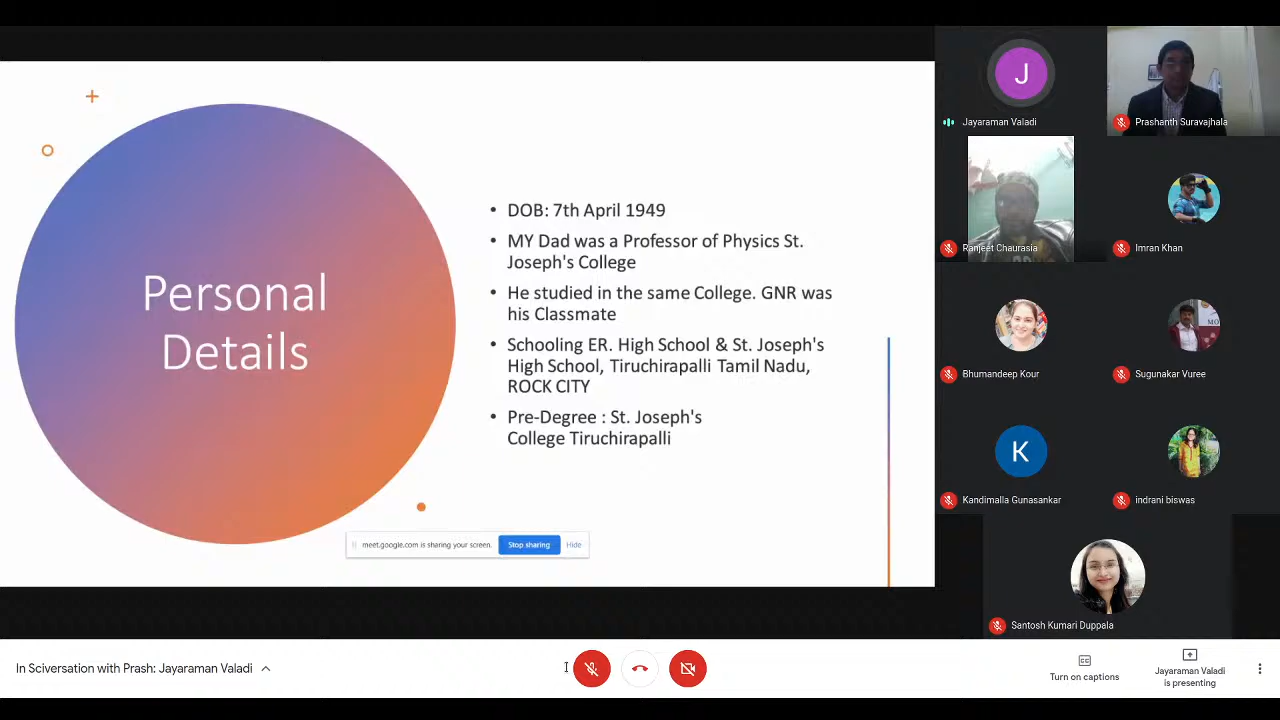 Personal
Details
• DOB: 7th April 1949
• MY Dad was a Professor of Physics St.
Joseph's College
• He studied in the same College. GNR was
his Classmate
• Schooling ER. High School & St. Joseph's
High School, Tiruchirapalli Tamil Nadu,
ROCK CITY
• Pre-Degree : St. Joseph's
College Tiruchirapalli
meet.google.com is sharing your screen. Stop sharing Hide
J
Jayaraman Valadi
Prashanth Suravajhala
Ranjeet Chaurasia
Imran Khan
Bhumandeep Kour
MO
Sugunakar Vuree
K
Kandimalla Gunasankar
indrani biswas
Santosh Kumari Duppala
In Sciversation with Prash: Jayaraman Valadi
CC
Turn on captions
Jayaraman Valadi
is presenting